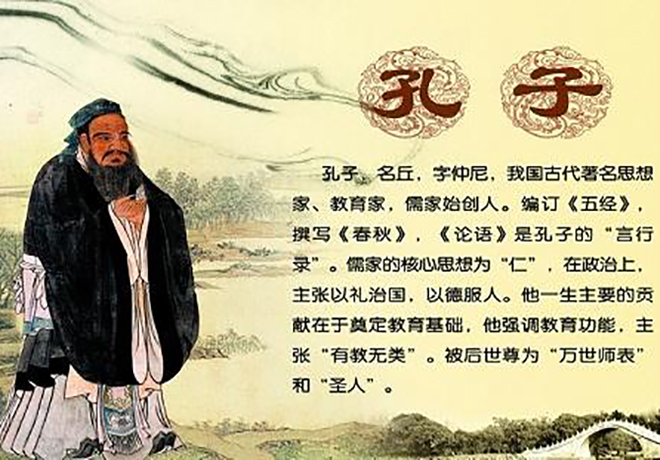 孔子
孔子、名丘，字仲尼，我国古代著名思想
家、教育家，儒家始创人。编订《五经》，
撰写《春秋》，《论语》是孔子的“言行
录”。儒家的核心思想为“仁”，在政治上，
主张以礼治国，以德服人。他一生主要的贡
献在于奠定教育基础，他强调教育功能，主
张“有教无类”。被后世尊为“万世师表”
和“圣人”。